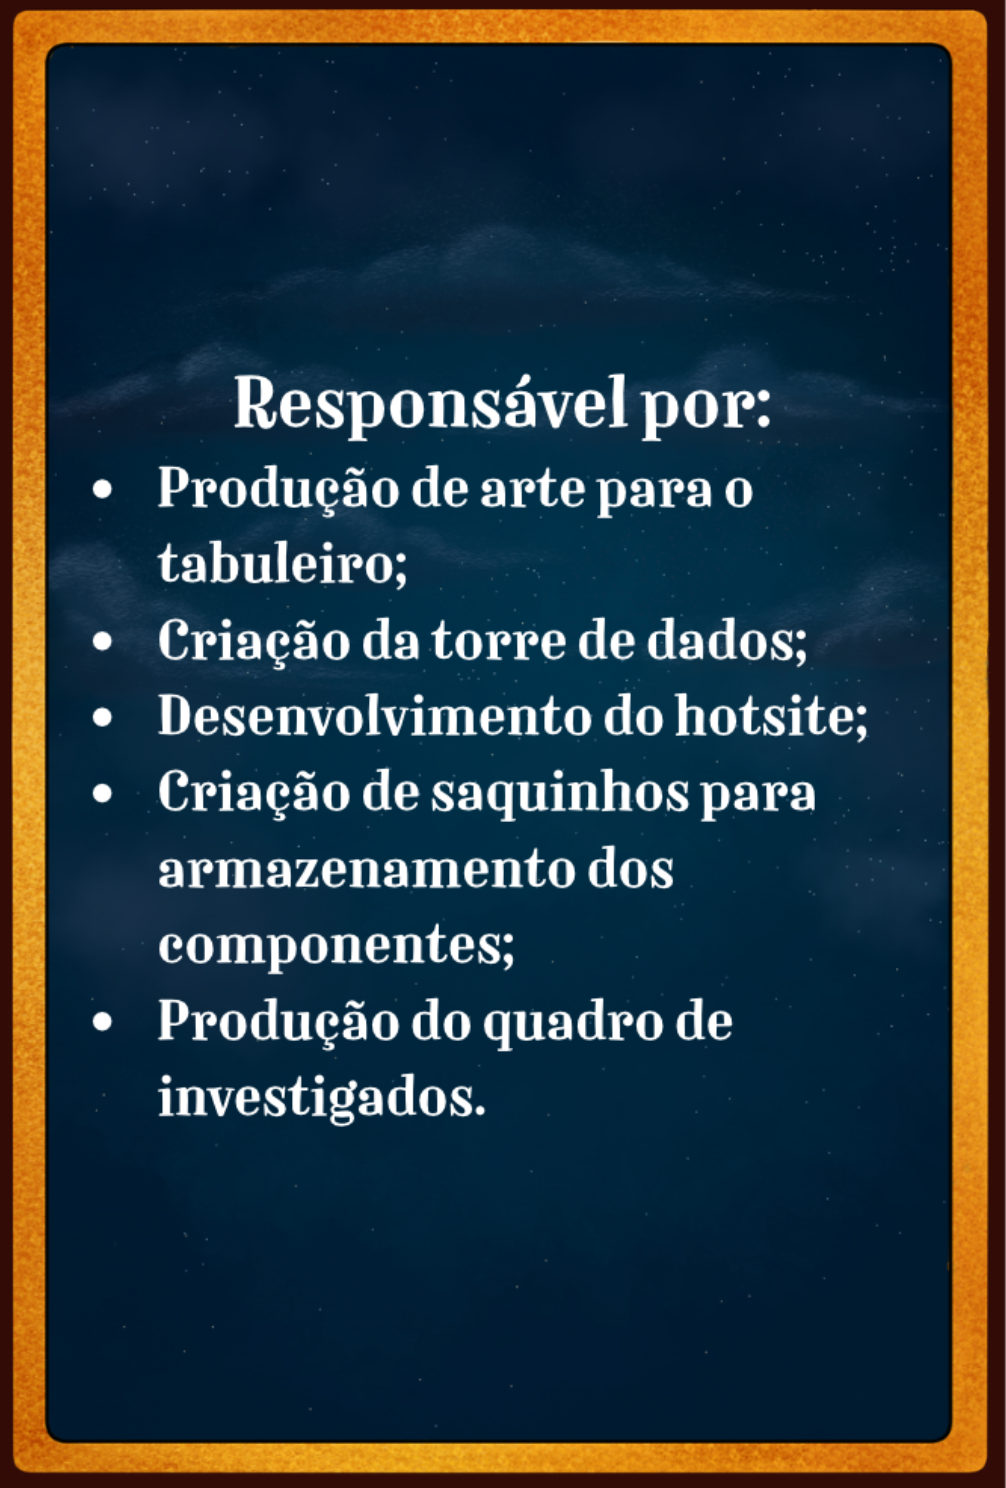 Responsável por:
• Produção de arte para o
tabuleiro;
• Criação da torre de dados;
• Desenvolvimento do hotsite;
• Criação de saquinhos para
armazenamento dos
componentes;
• Produção do quadro de
investigados.